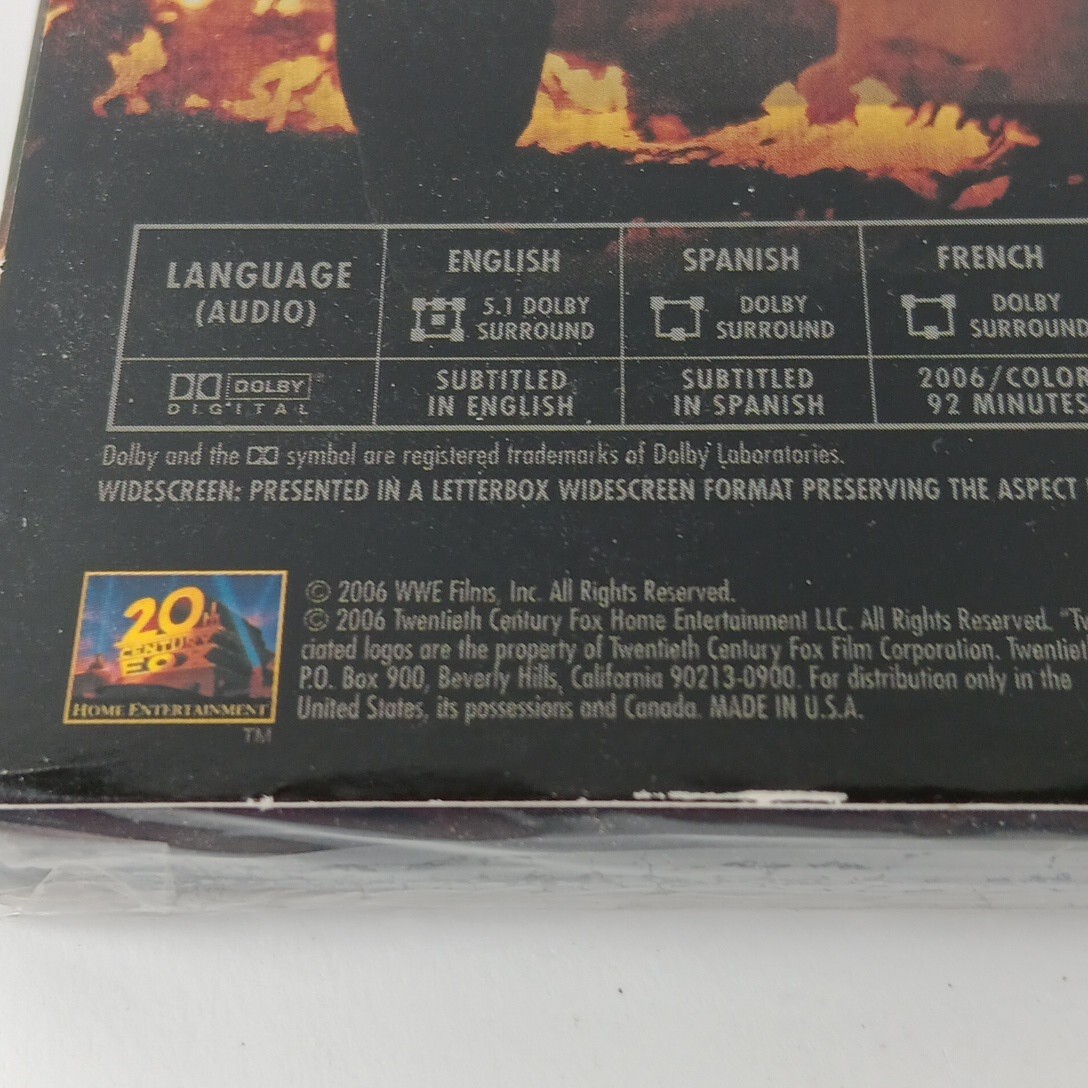 LANGUAGE
(AUDIO)
ENGLISH
5.1 DOLBY
SURROUND
SPANISH
DOLBY
SURROUND
FRENCH
DOLBY
SURROUND
DOLBY
DIGITAL
SUBTITLED
IN ENGLISH
SUBTITLED
IN SPANISH
2006/COLOR
92 MINUTES
Dolby and the symbol are registered trademarks of Dolby Laboratories.
WIDESCREEN: PRESENTED IN A LETTERBOX WIDESCREEN FORMAT PRESERVING THE ASPECT
20th
CENTURY
FOX
HOME ENTERTAINMENT
TM
© 2006 WWE Films, Inc. All Rights Reserved.
© 2006 Twentieth Century Fox Home Entertainment LLC. All Rights Reserved.
ciated logos are the property of Twentieth Century Fox Film Corporation.
P.O. Box 900, Beverly Hills, California 90213-0900. For distribution only in the
United States, its possessions and Canada. MADE IN U.S.A.